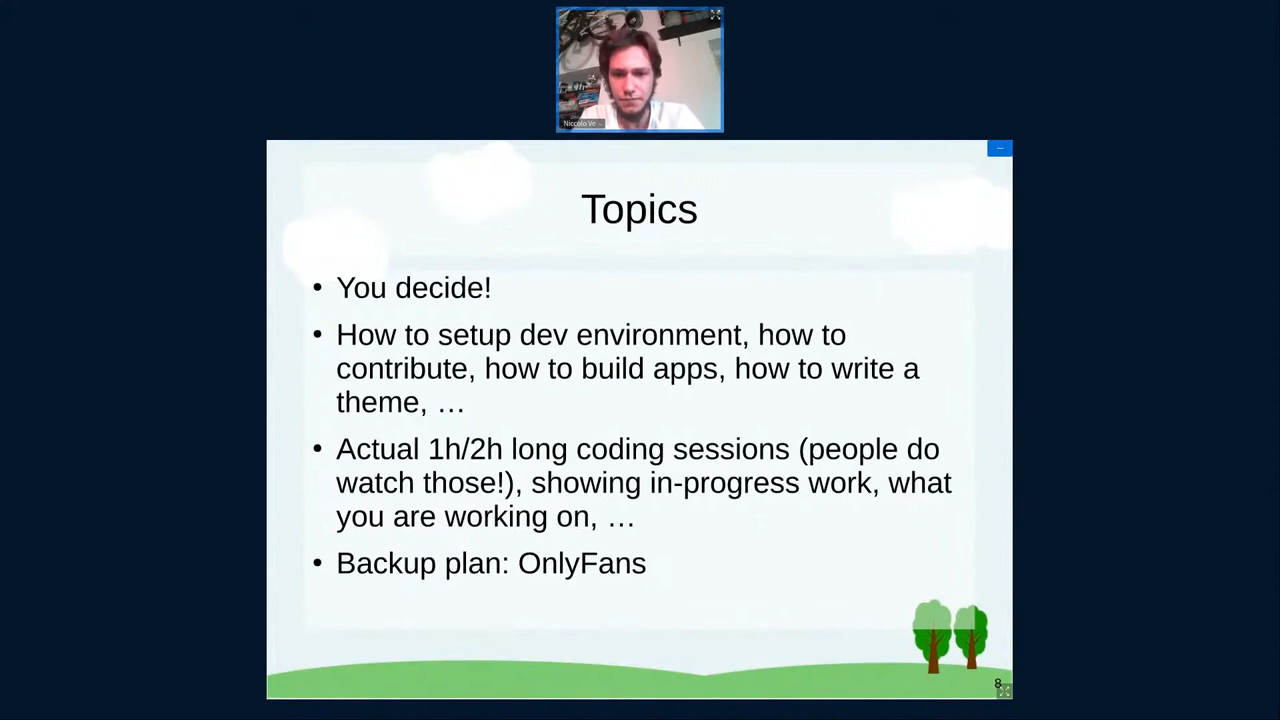 Niccolò Ve
Topics
• You decide!
• How to setup dev environment, how to
contribute, how to build apps, how to write a
theme, …
• Actual 1h/2h long coding sessions (people do
watch those!), showing in-progress work, what
you are working on, …
• Backup plan: OnlyFans
8